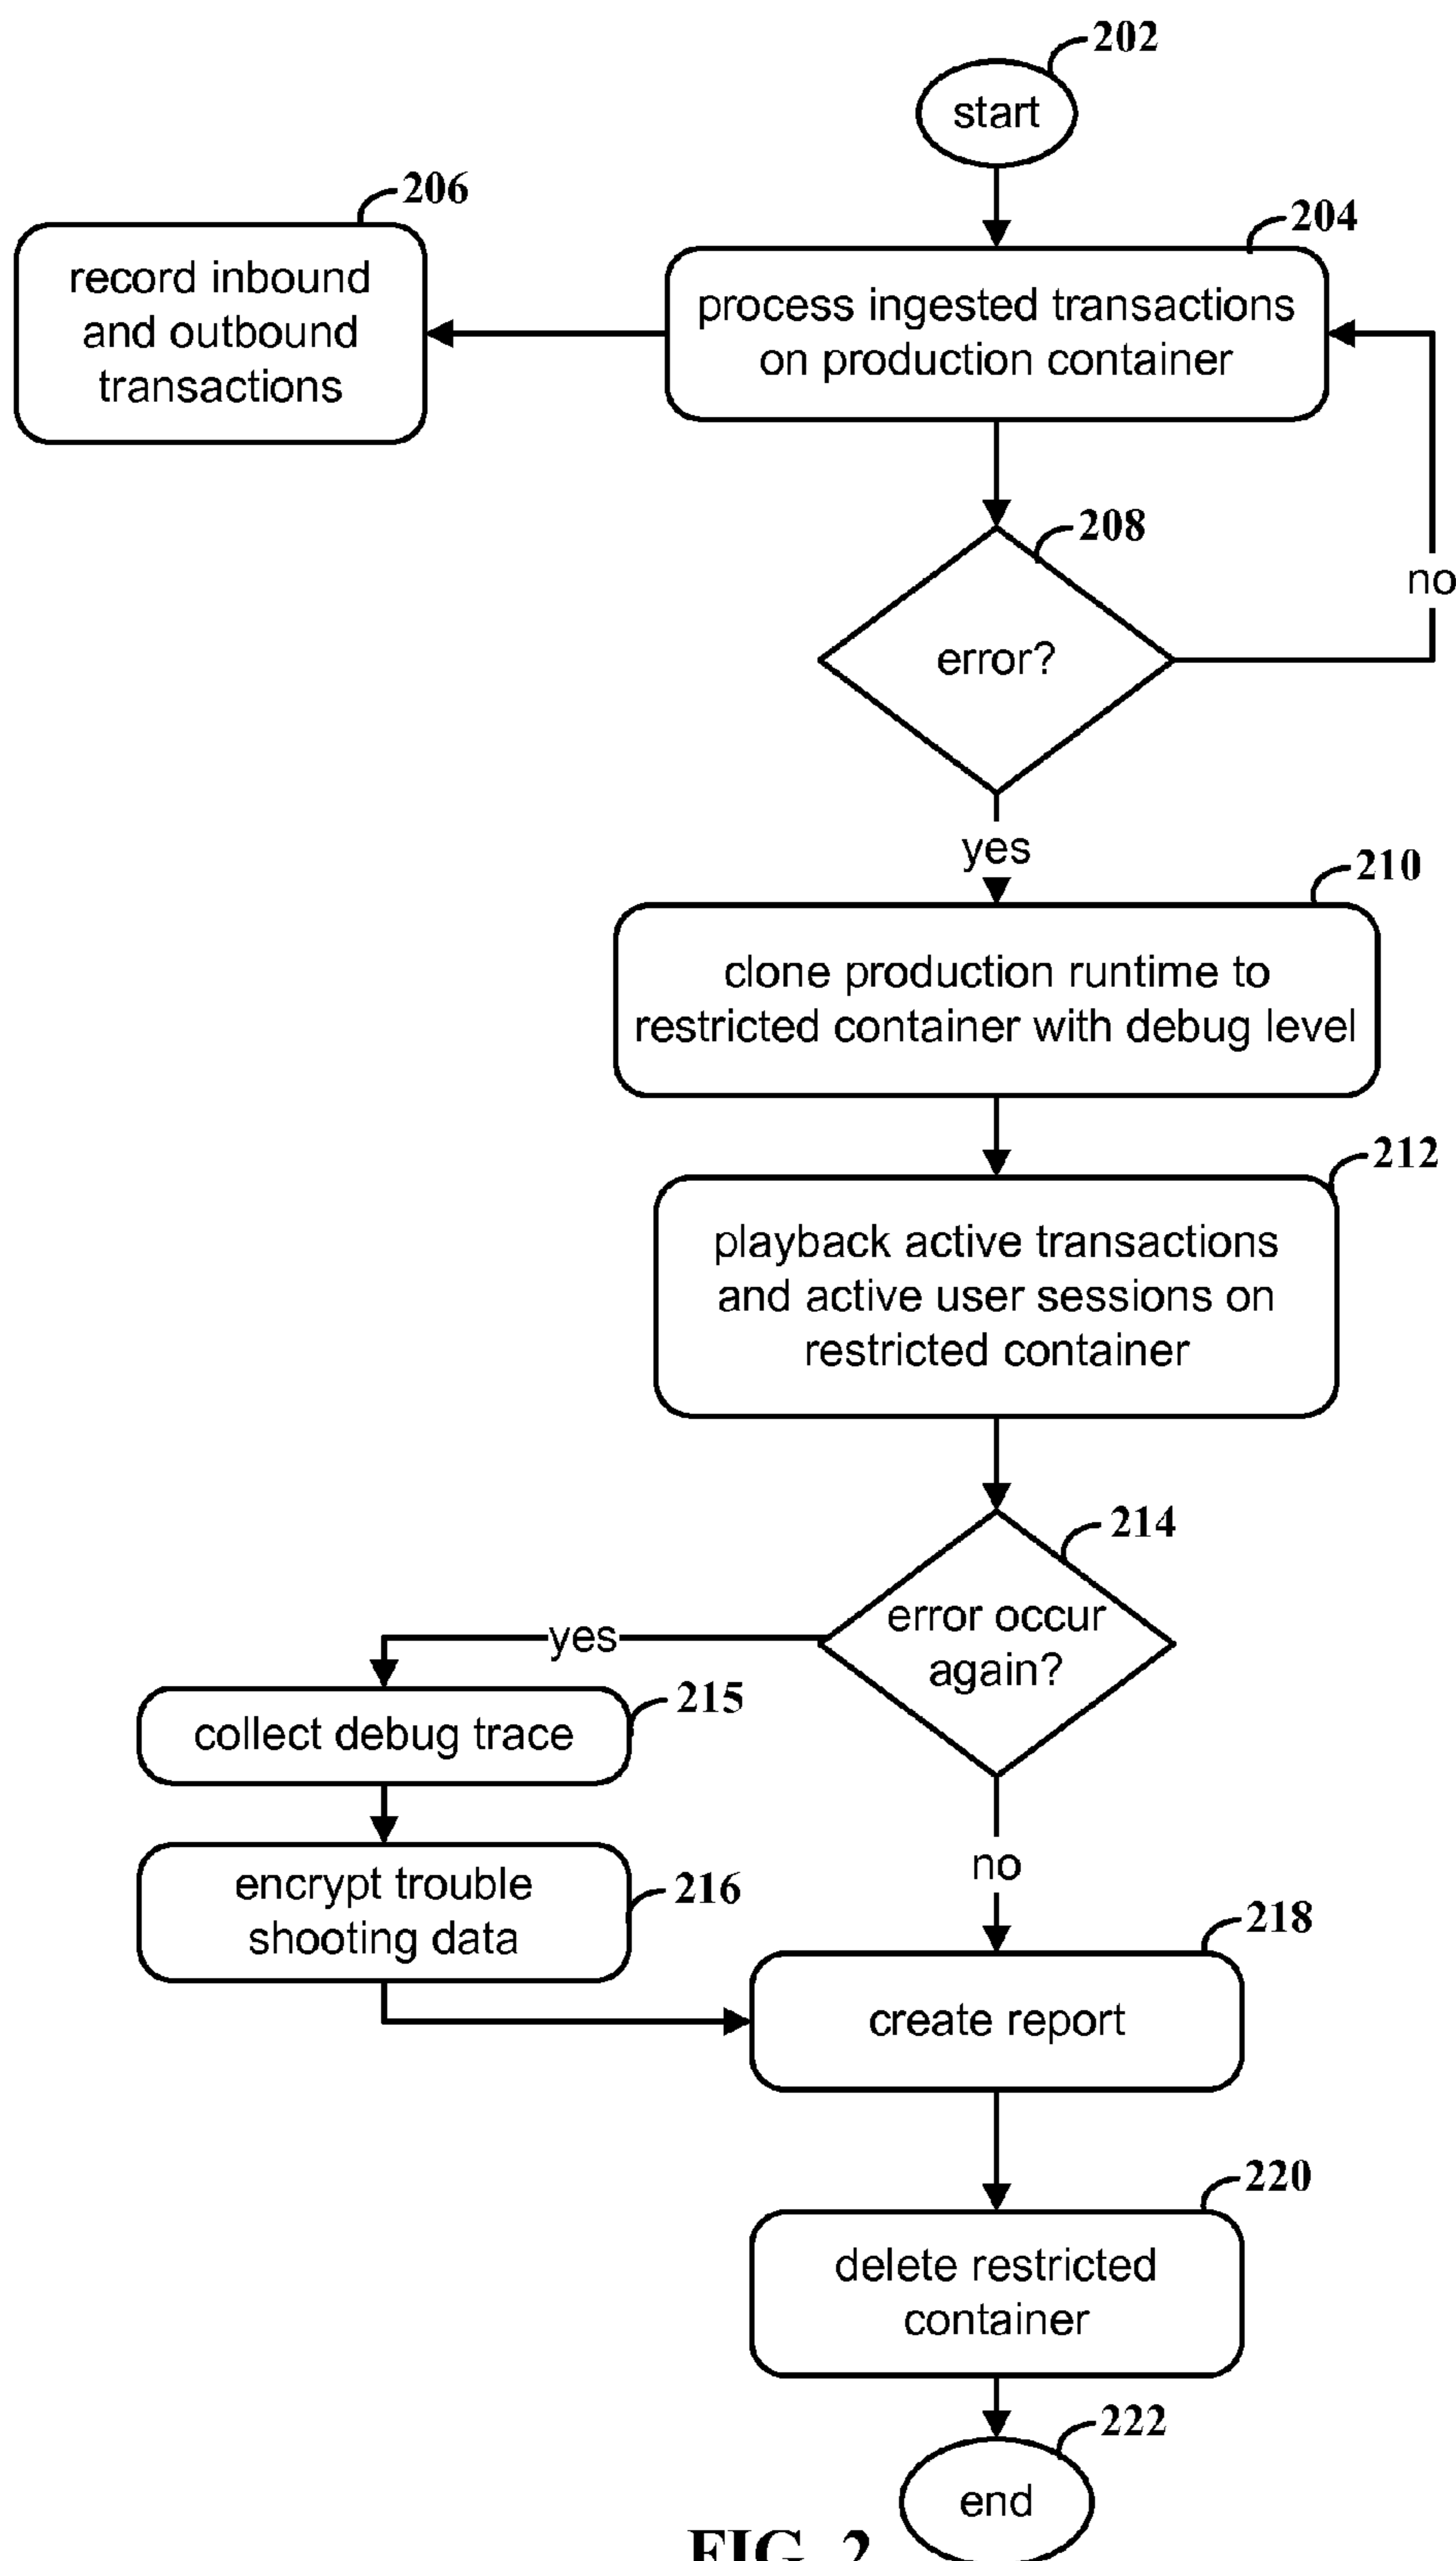 202
start
206
204
record inbound
and outbound
transactions
process ingested transactions
on production container
208
error?
no
yes
210
clone production runtime to
restricted container with debug level
212
playback active transactions
and active user sessions on
restricted container
214
error occur
again?
yes
215
collect debug trace
no
216
encrypt trouble
shooting data
218
create report
220
delete restricted
container
222
end
FIG. 2